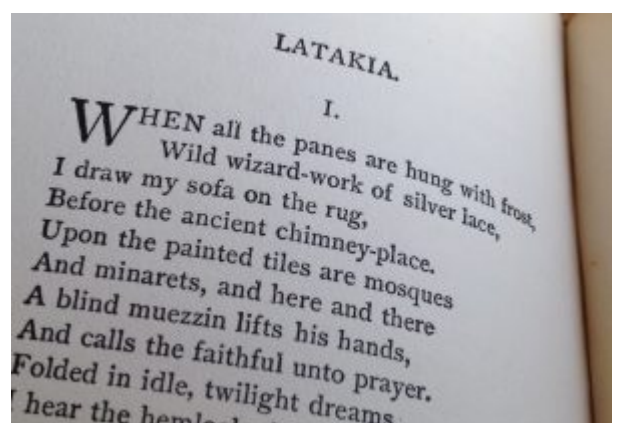 LATAKIA.
I.
WHEN all the panes are hung with frost,
Wild wizard-work of silver lace,
I draw my sofa on the rug,
Before the ancient chimney-place.
Upon the painted tiles are mosques
And minarets, and here and there
A blind muezzin lifts his hands,
And calls the faithful unto prayer.
Folded in idle, twilight dreams,
I hear the